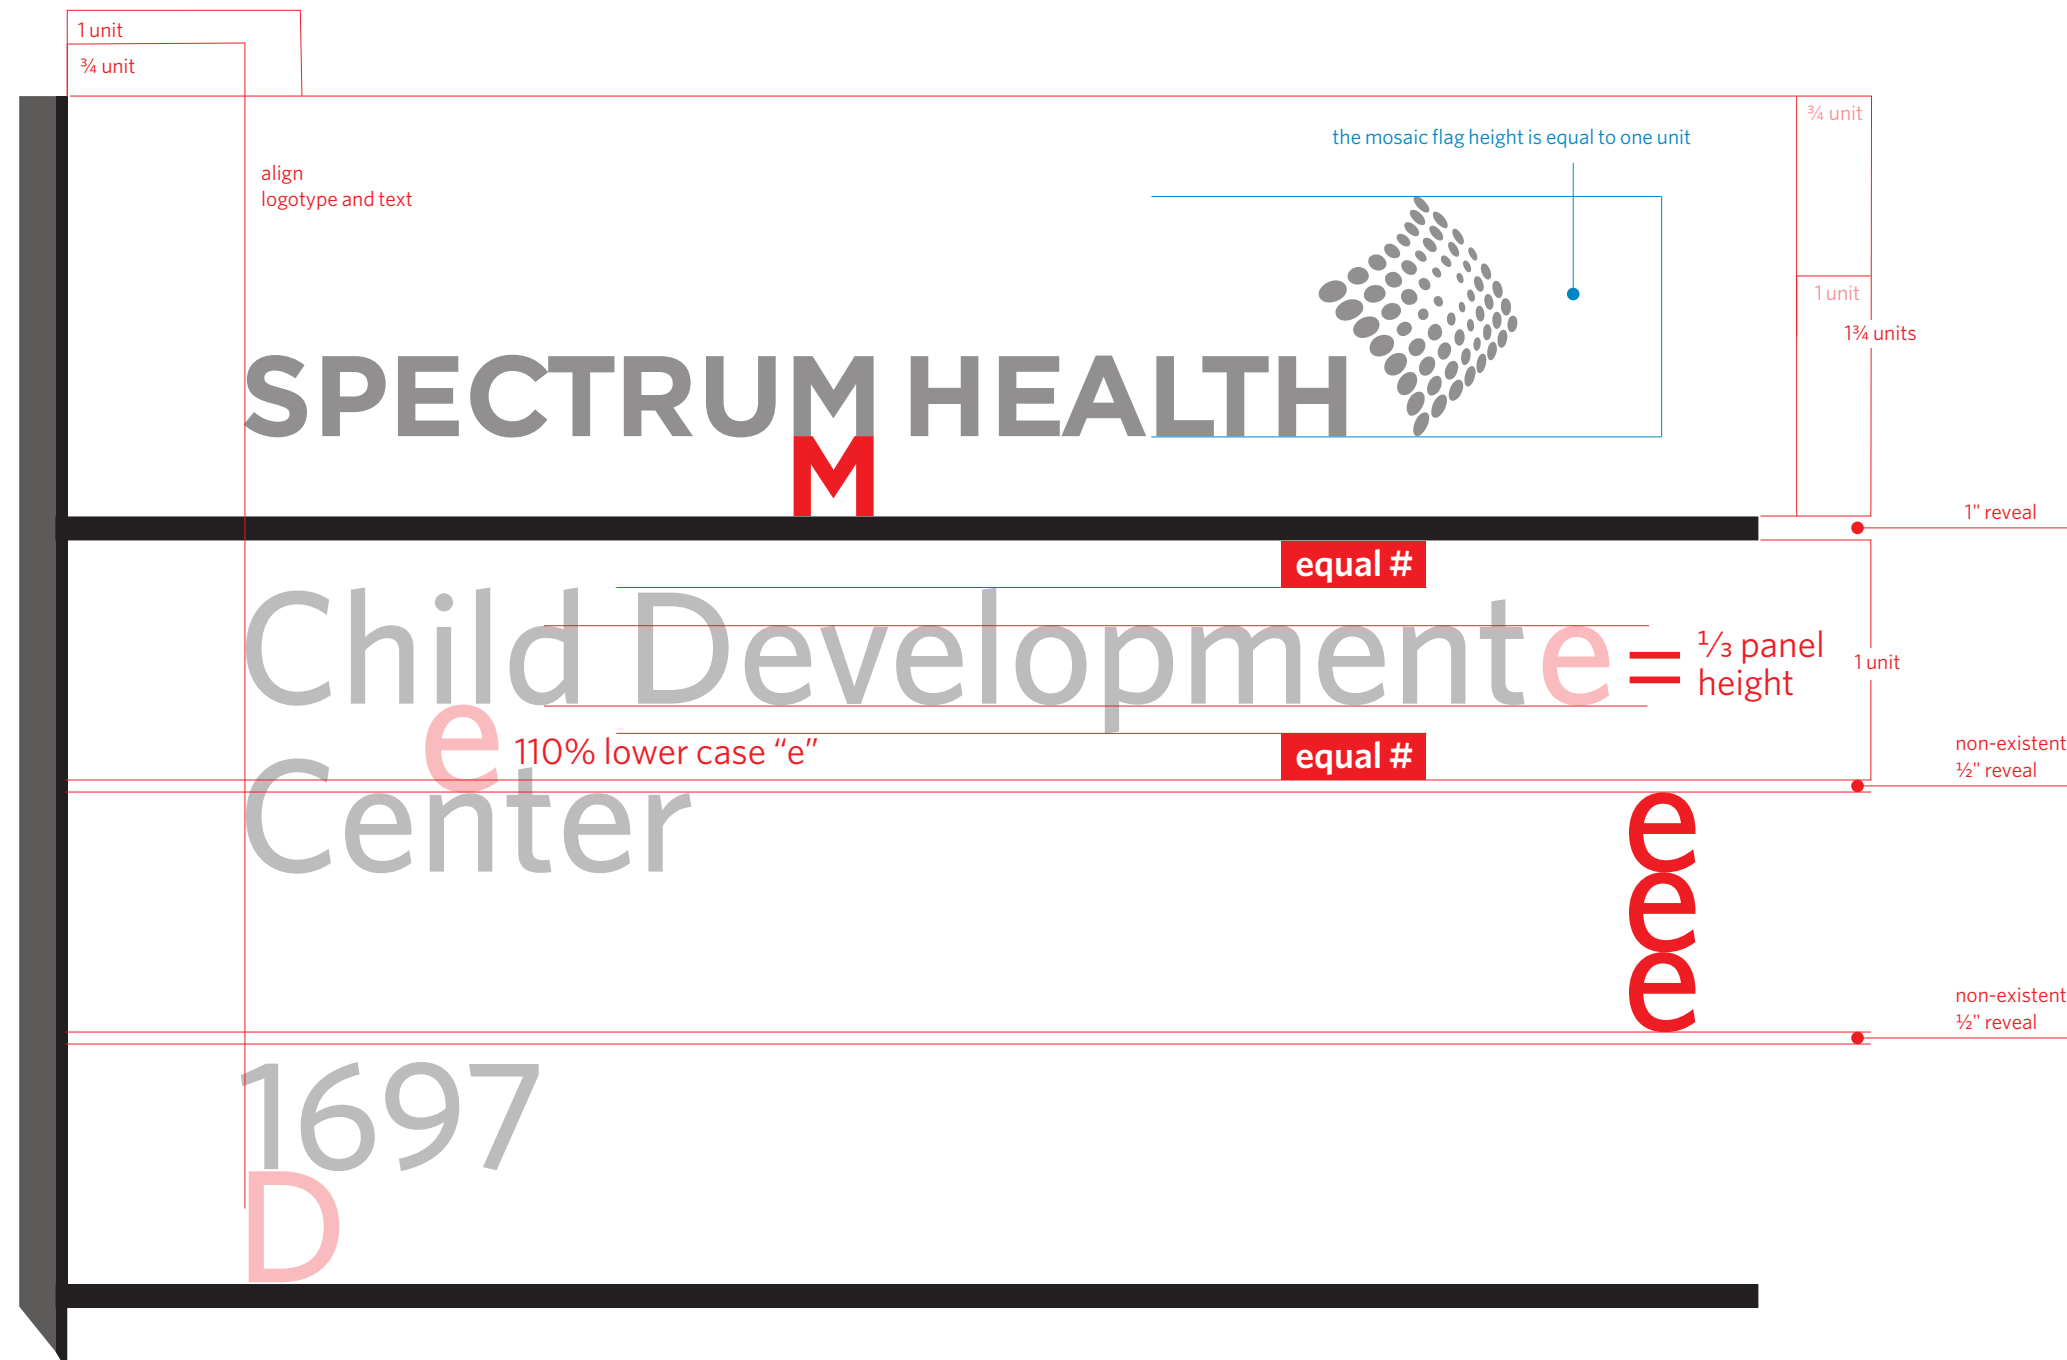 1 unit
¾ unit
¾ unit
the mosaic flag height is equal to one unit
align
logotype and text
1 unit
1¾ units
SPECTRUM HEALTH
M
1" reveal
equal #
Child Development e
= ⅓ panel
height
1 unit
e 110% lower case “e”
equal #
non-existent
½" reveal
Center
e
e
e
non-existent
½" reveal
1697
D